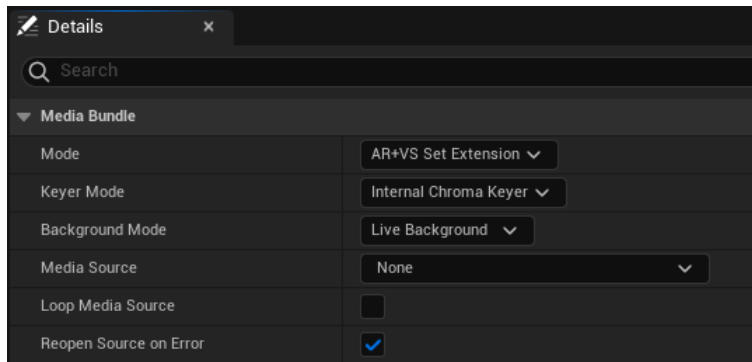 Details
Search
Media Bundle
Mode AR+VS Set Extension
Keyer Mode Internal Chroma Keyer
Background Mode Live Background
Media Source None
Loop Media Source
Reopen Source on Error